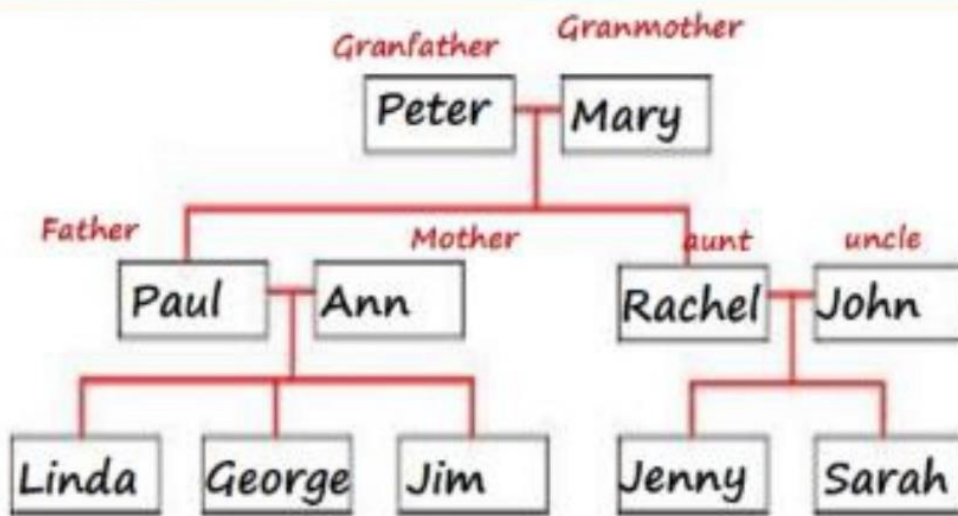 Granfather Granmother
Peter Mary
Father Mother aunt uncle
Paul Ann Rachel John
Linda George Jim Jenny Sarah